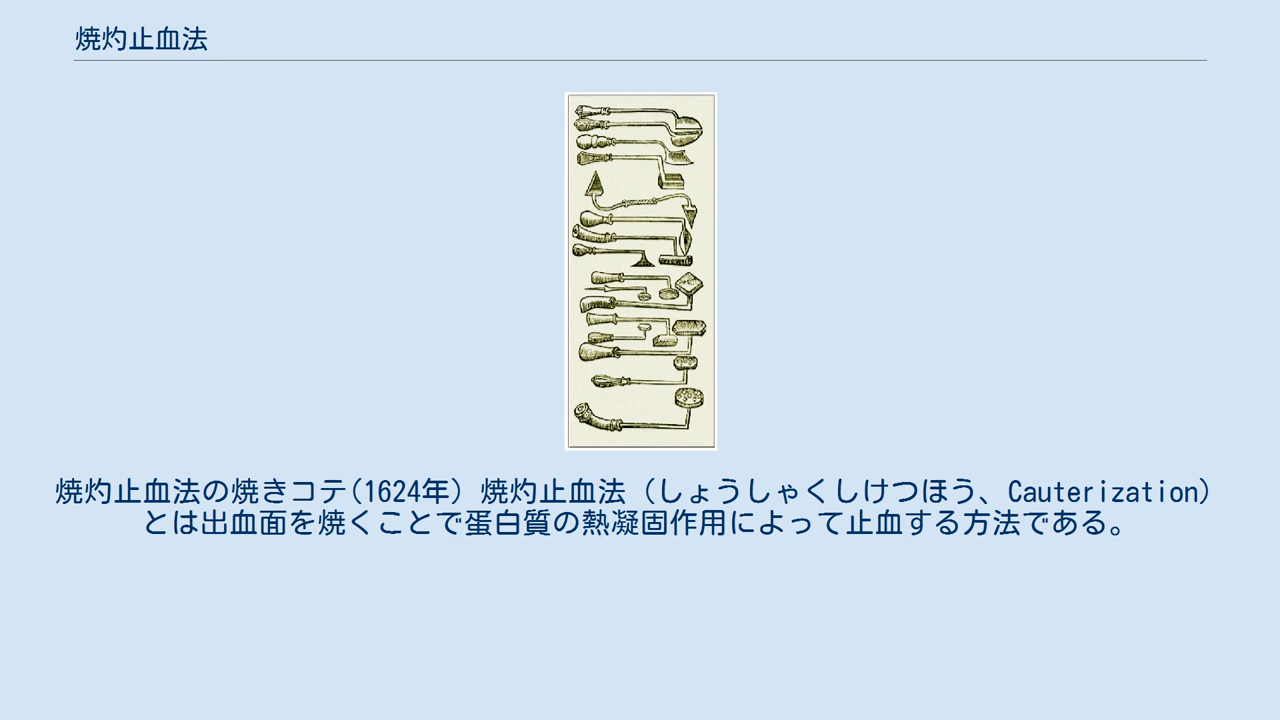 焼灼止血法
焼灼止血法の焼きコテ(1624年) 焼灼止血法 (しょうしゃくしけつほう、Cauterization)
とは出血面を焼くことで蛋白質の熱凝固作用によって止血する方法である。